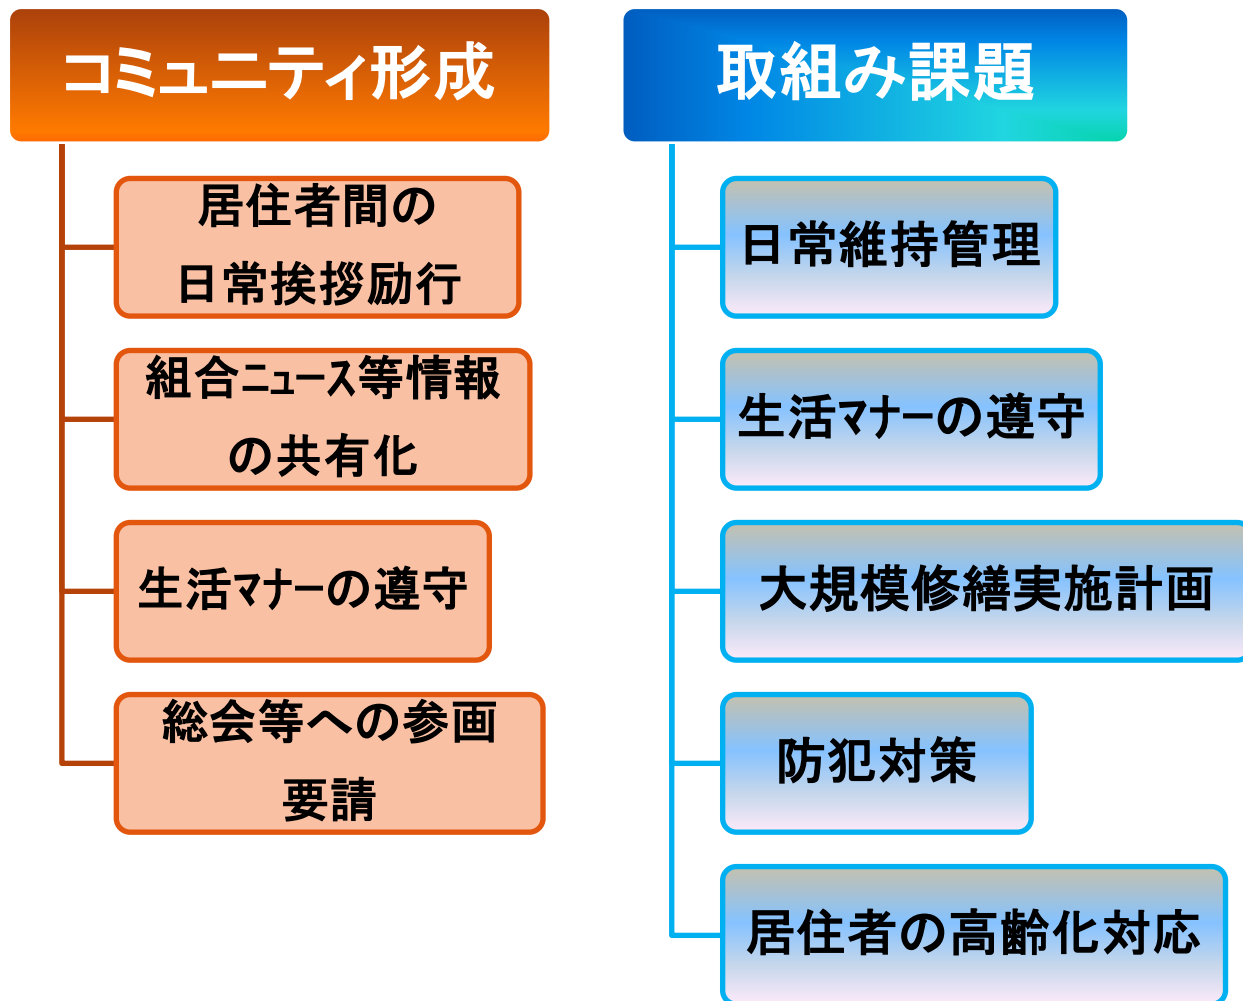 コミュニティ形成
居住者間の
日常挨拶励行
組合ﾆｭｰｽ等情報
の共有化
生活ﾏﾅｰの遵守
総会等への参画
要請
取組み課題
日常維持管理
生活ﾏﾅｰの遵守
大規模修繕実施計画
防犯対策
居住者の高齢化対応